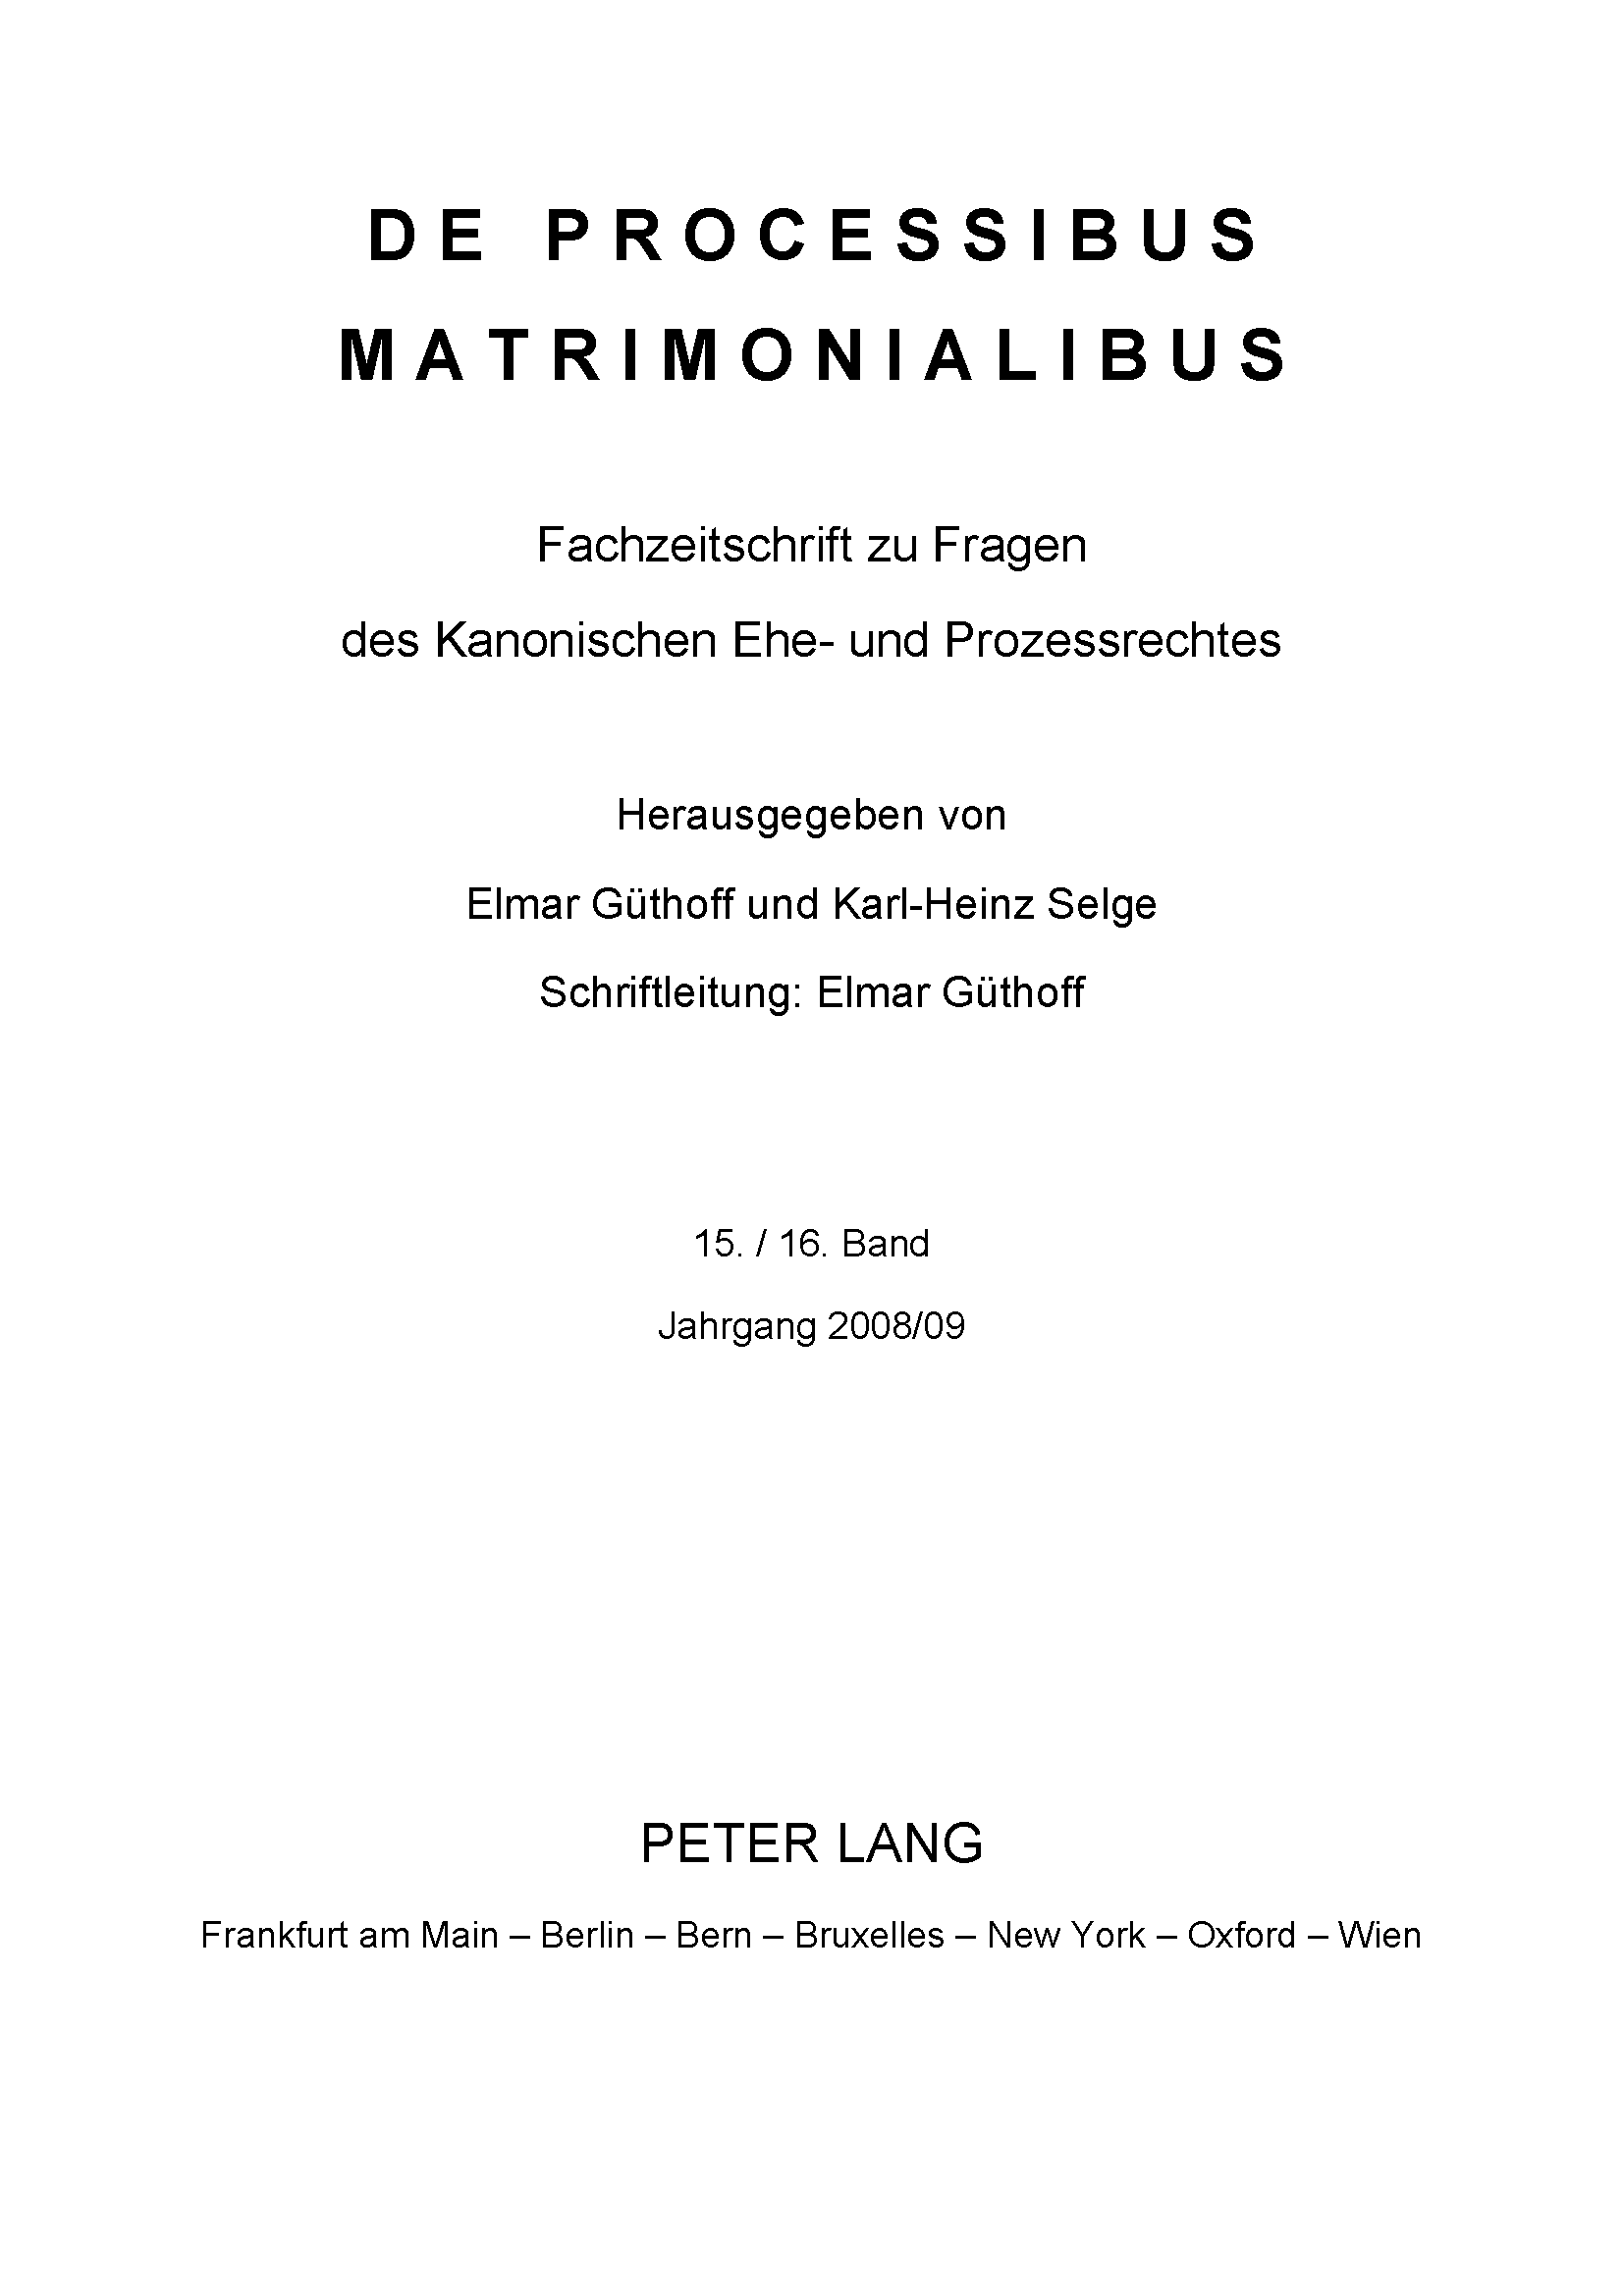 DE PROCESSIBUS
MATRIMONIALIBUS
Fachzeitschrift zu Fragen
des Kanonischen Ehe- und Prozessrechtes
Herausgegeben von
Elmar Güthoff und Karl-Heinz Selge
Schriftleitung: Elmar Güthoff
15. / 16. Band
Jahrgang 2008/09
PETER LANG
Frankfurt am Main – Berlin – Bern – Bruxelles – New York – Oxford – Wien